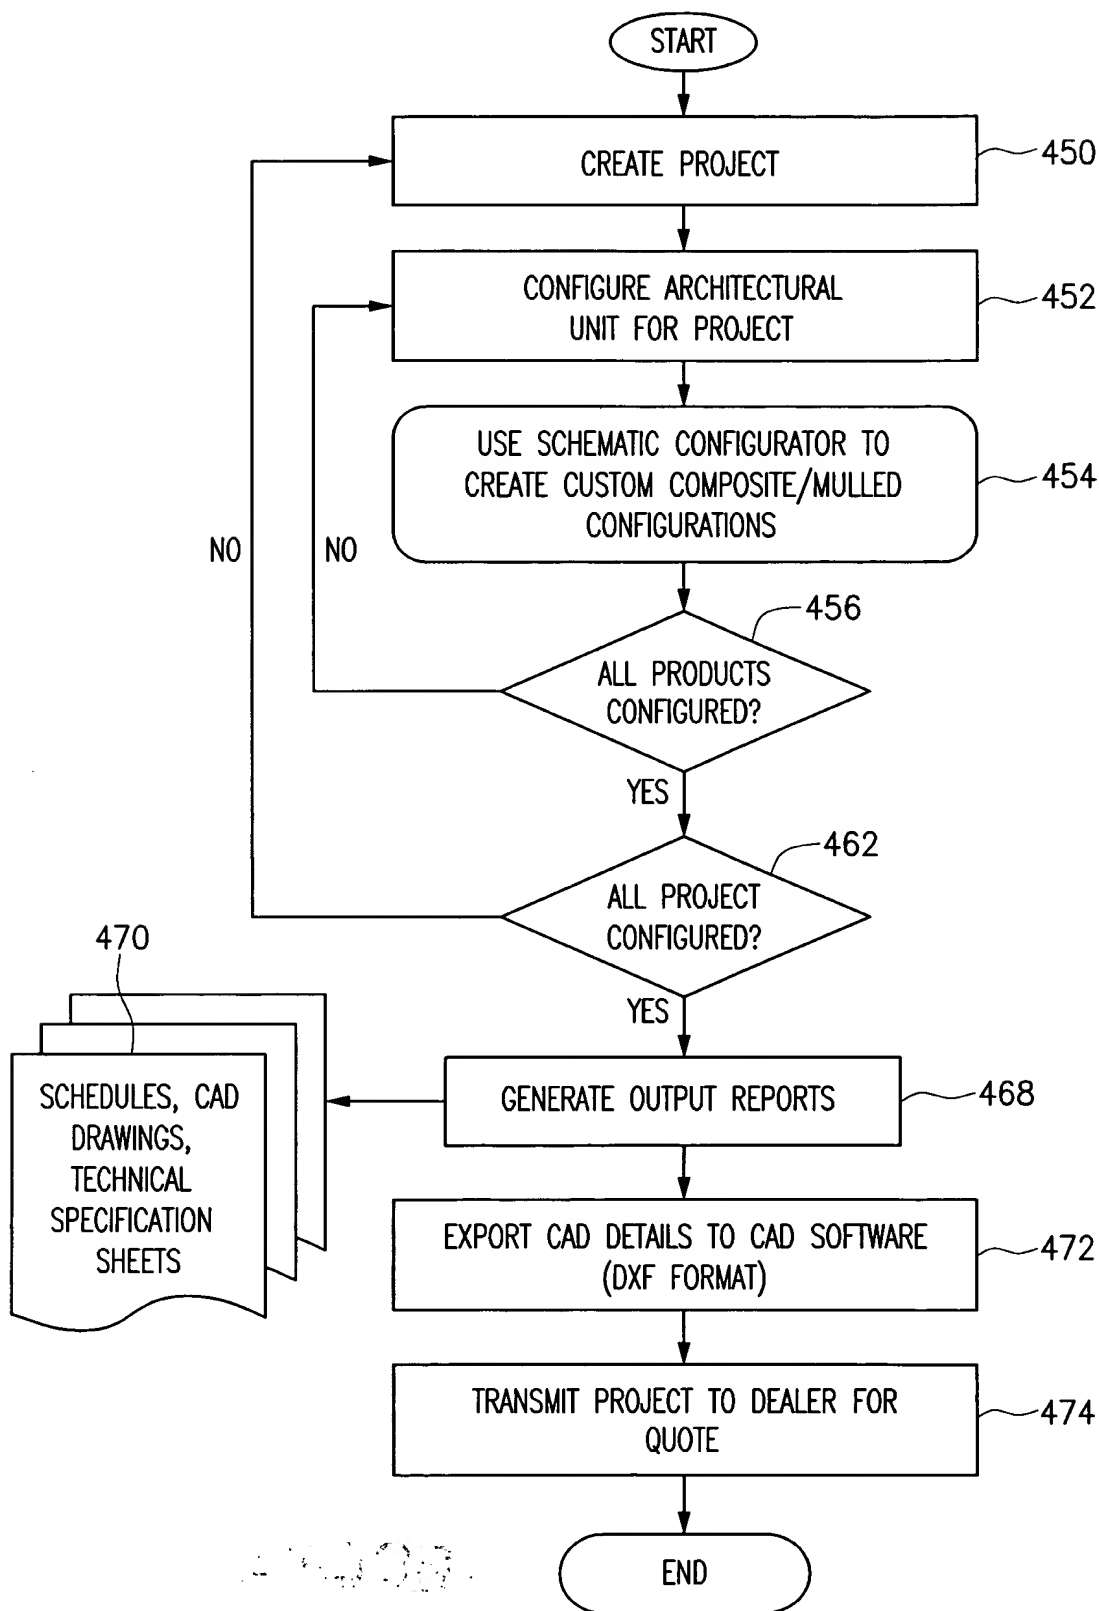 START
CREATE PROJECT
450
CONFIGURE ARCHITECTURAL
UNIT FOR PROJECT
452
USE SCHEMATIC CONFIGURATOR TO
CREATE CUSTOM COMPOSITE/MULLED
CONFIGURATIONS
454
NO
NO
456
ALL PRODUCTS
CONFIGURED?
YES
462
ALL PROJECT
CONFIGURED?
YES
470
SCHEDULES, CAD
DRAWINGS,
TECHNICAL
SPECIFICATION
SHEETS
GENERATE OUTPUT REPORTS
468
EXPORT CAD DETAILS TO CAD SOFTWARE
(DXF FORMAT)
472
TRANSMIT PROJECT TO DEALER FOR
QUOTE
474
END